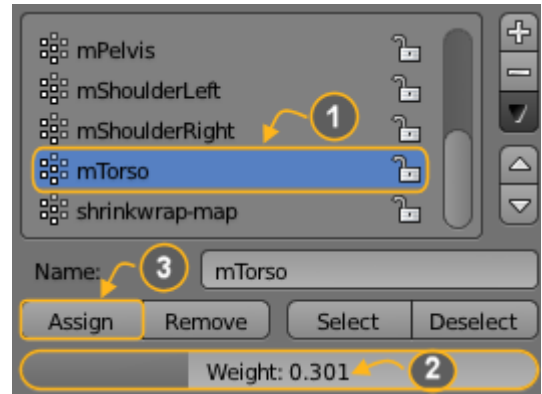 mPelvis
mShoulderLeft
1
mShoulderRight
mTorso
shrinkwrap-map
Name: 3 mTorso
Assign Remove Select Deselect
Weight: 0.301 2